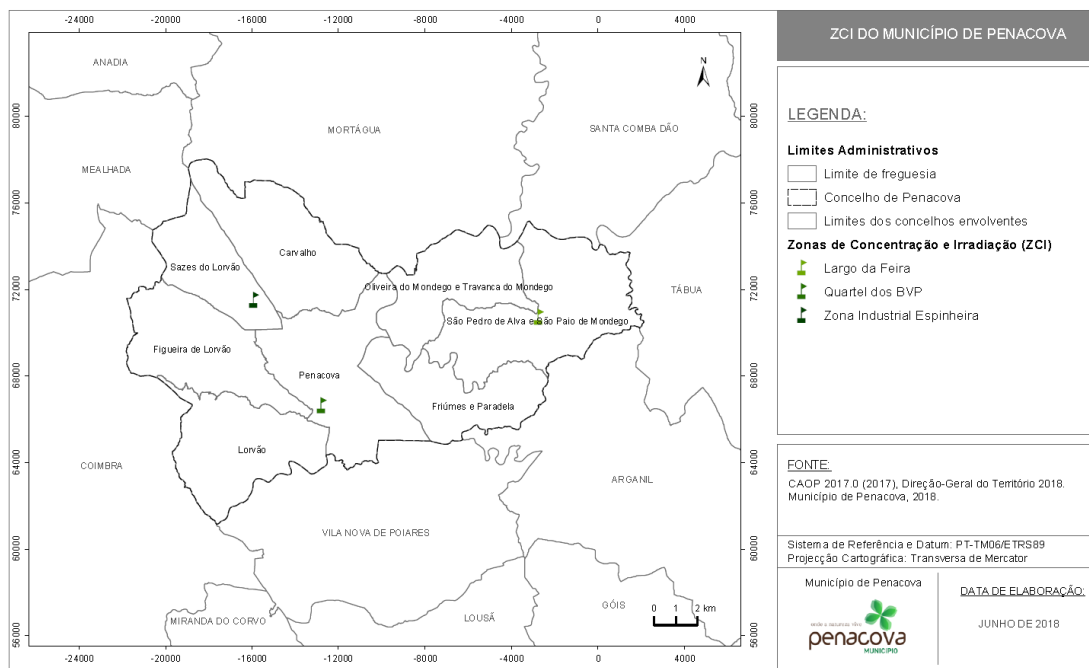 -24000 -20000 -16000 -12000 -8000 -4000 0 4000
ZCI DO MUNICÍPIO DE PENACOVA
ANADIA
N
MORTÁGUA
SANTA COMBA DÃO
MEALHADA
Carvalho
Sazes do Lorvão
Oliveira do Mondego e Travanca do Mondego
TÁBUA
São Pedro de Alva e São Paio de Mondego
Figueira de Lorvão
Penacova
Friúmes e Paradela
Lorvão
COIMBRA
ARGANIL
VILA NOVA DE POIARES
GÓIS
LOUSÃ
MIRANDA DO CORVO
0 1 2 km
80000
76000
72000
68000
64000
60000
56000
80000
76000
72000
68000
64000
60000
56000
-24000 -20000 -16000 -12000 -8000 -4000 0 4000
LEGENDA:
Limites Administrativos
Limite de freguesia
Concelho de Penacova
Limites dos concelhos envolventes
Zonas de Concentração e Irradiação (ZCI)
Largo da Feira
Quartel dos BVP
Zona Industrial Espinheira
FONTE:
CAOP 2017.0 (2017), Direção-Geral do Território 2018.
Município de Penacova, 2018.
Sistema de Referência e Datum: PT-TM06/ETRS89
Projecção Cartográfica: Transversa de Mercator
Município de Penacova
penacova
MUNICÍPIO
DATA DE ELABORAÇÃO:
JUNHO DE 2018